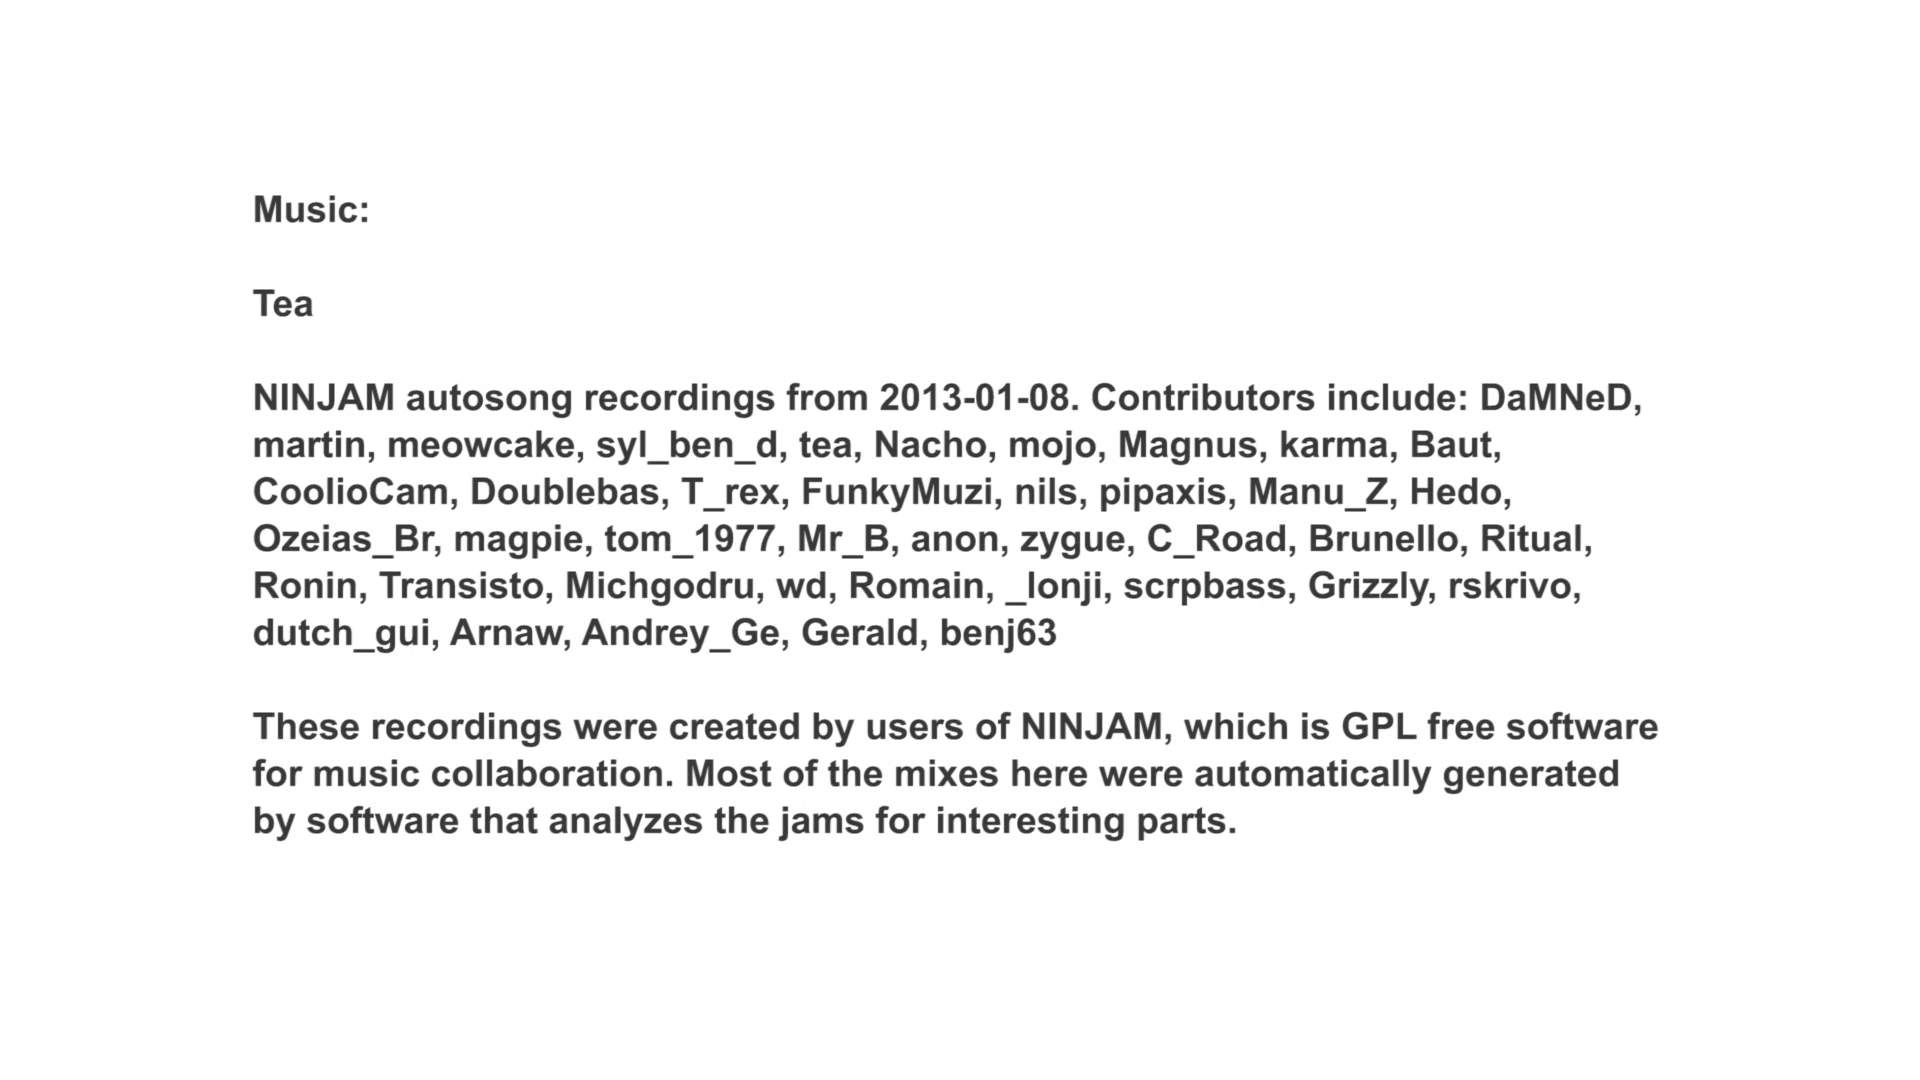 Music:
Tea
NINJAM autosong recordings from 2013-01-08. Contributors include: DaMNeD,
martin, meowcake, syl_ben_d, tea, Nacho, mojo, Magnus, karma, Baut,
CoolioCam, Doublebas, T_rex, FunkyMuzi, nils, pipaxis, Manu_Z, Hedo,
Ozeias_Br, magpie, tom_1977, Mr_B, anon, zygue, C_Road, Brunello, Ritual,
Ronin, Transisto, Michgodru, wd, Romain, _lonji, scrpbass, Grizzly, rskrivo,
dutch_gui, Arnaw, Andrey_Ge, Gerald, benj63
These recordings were created by users of NINJAM, which is GPL free software
for music collaboration. Most of the mixes here were automatically generated
by software that analyzes the jams for interesting parts.